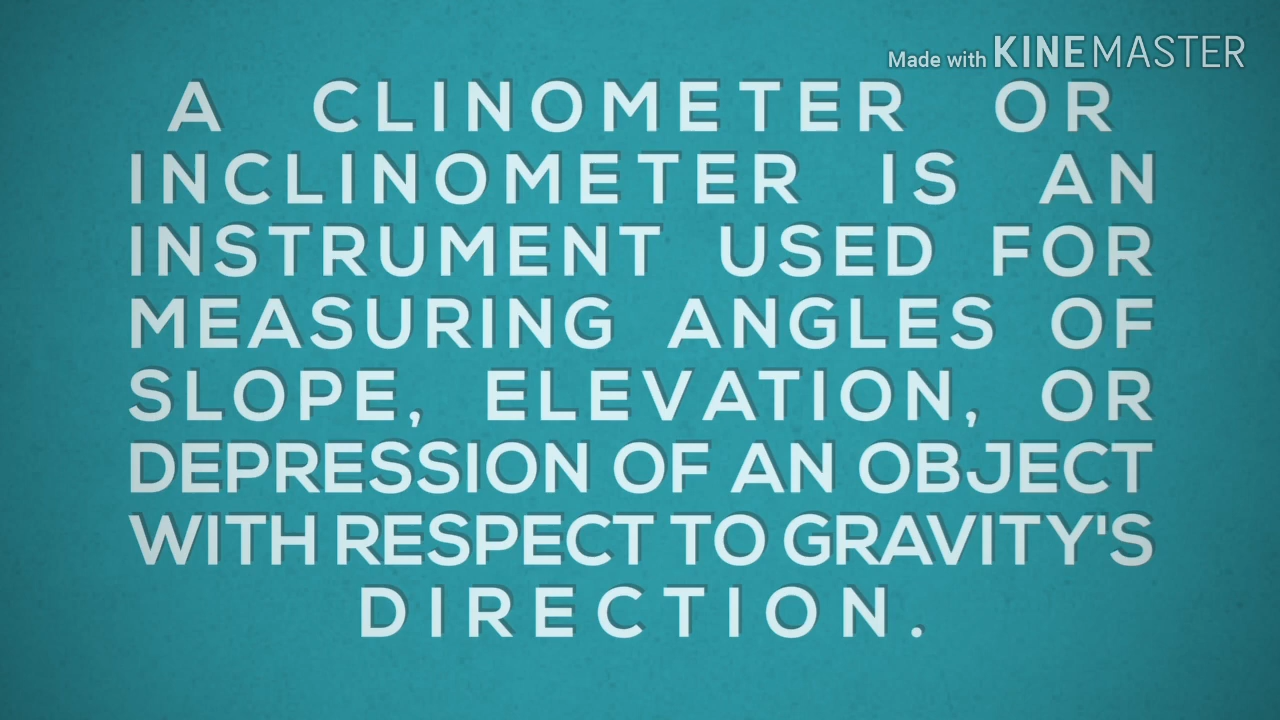 Made with KINEMASTER
A CLINOMETER OR
INCLINOMETER IS AN
INSTRUMENT USED FOR
MEASURING ANGLES OF
SLOPE, ELEVATION, OR
DEPRESSION OF AN OBJECT
WITH RESPECT TO GRAVITY'S
DIRECTION.